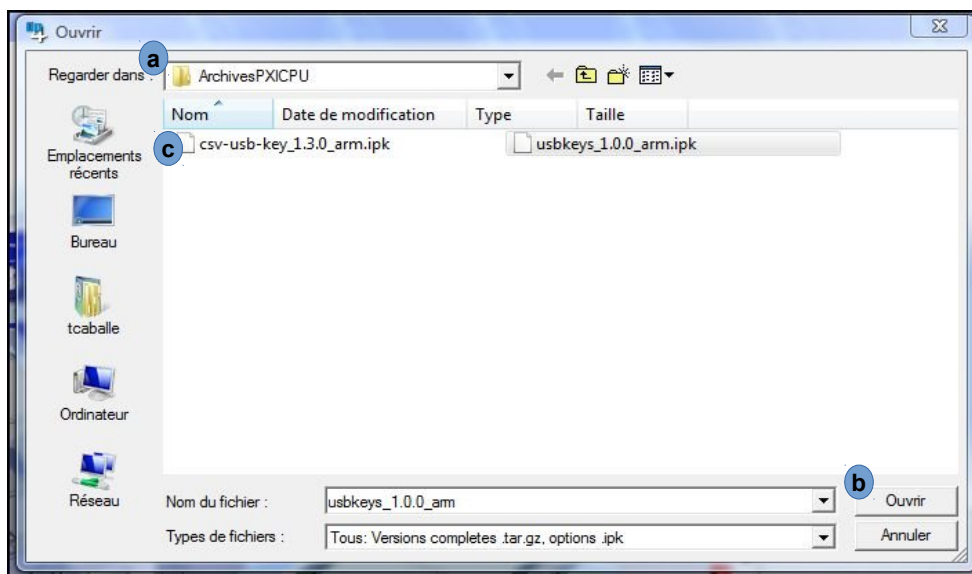 Ouvrir
a
Regarder dans : ArchivesPXICPU
Nom Date de modification Type Taille
c csv-usb-key_1.3.0_arm.ipk usbkeys_1.0.0_arm.ipk
Emplacements
récents
Bureau
tcaballe
Ordinateur
Réseau
b
Nom du fichier : usbkeys_1.0.0_arm Ouvrir
Types de fichiers : Tous: Versions completes .tar.gz, options .ipk Annuler